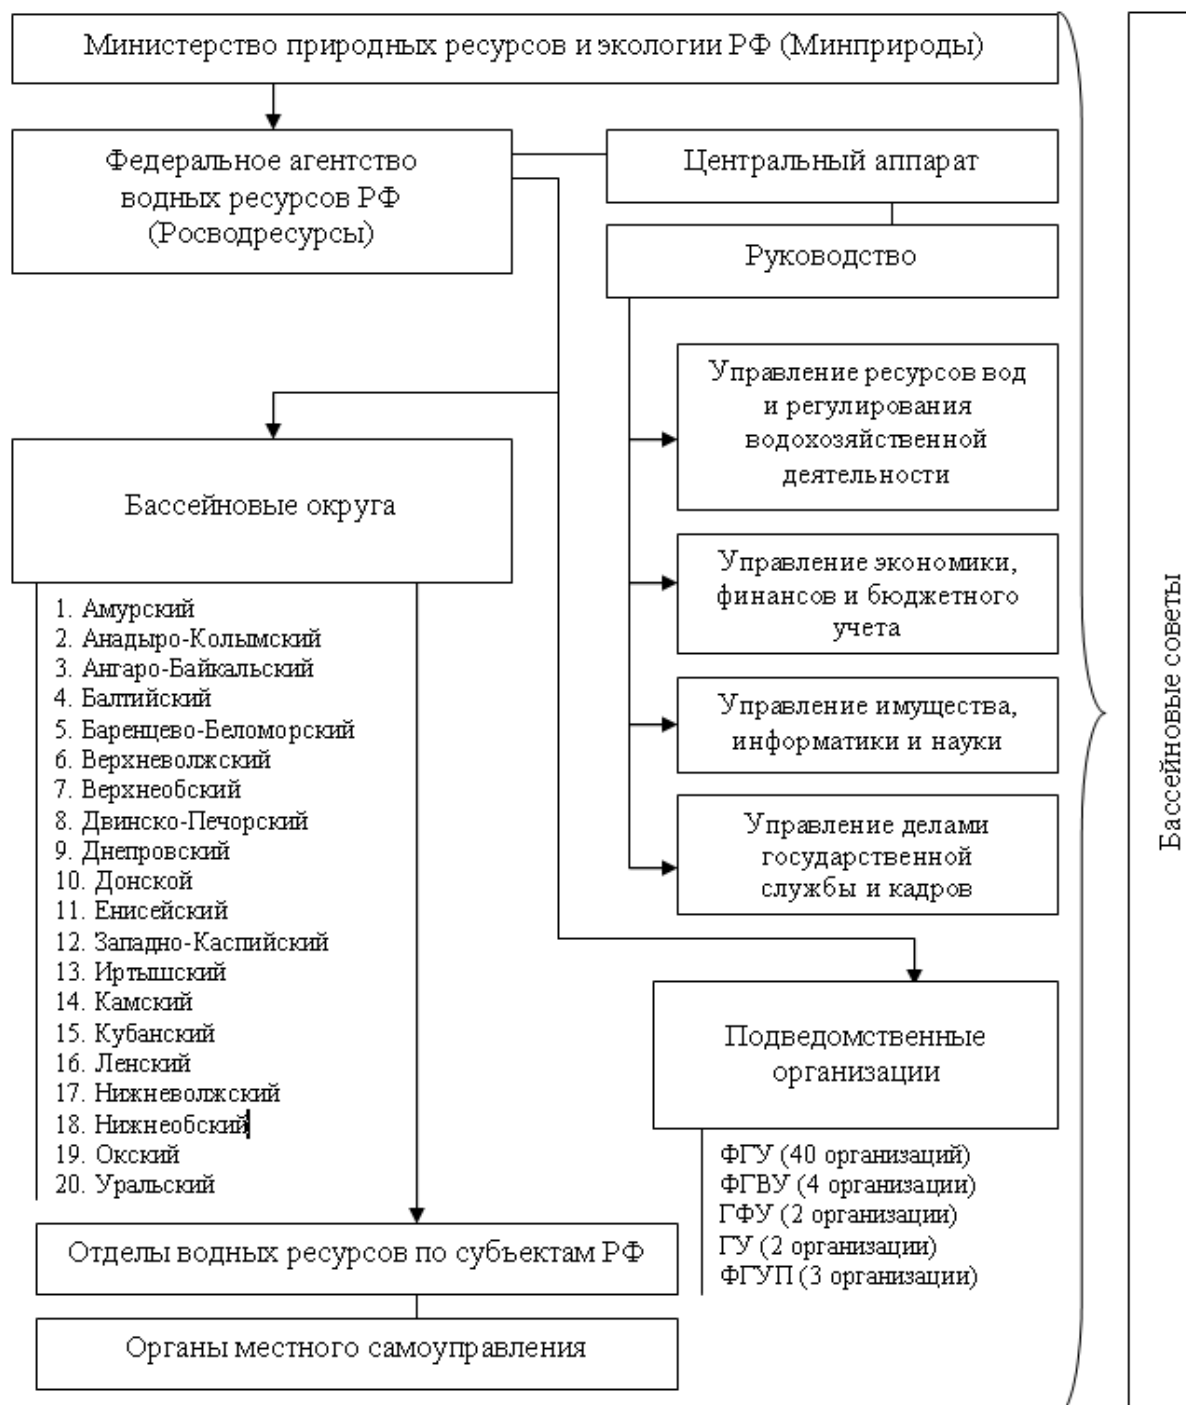 Министерство природных ресурсов и экологии РФ (Минприроды)
Федеральное агентство
водных ресурсов РФ
(Росводресурсы)
Центральный аппарат
Руководство
Управление ресурсов вод
и регулирования
водохозяйственной
деятельности
Управление экономики,
финансов и бюджетного
учета
Управление имущества,
информатики и науки
Управление делами
государственной
службы и кадров
Бассейновые округа
1. Амурский
2. Анадыро-Колымский
3. Ангаро-Байкальский
4. Балтийский
5. Баренцево-Беломорский
6. Верхневолжский
7. Верхнеобский
8. Двинско-Печорский
9. Днепровский
10. Донской
11. Енисейский
12. Западно-Каспийский
13. Иртышский
14. Камский
15. Кубанский
16. Ленский
17. Нижневолжский
18. Нижнеобский
19. Окский
20. Уральский
Подведомственные
организации
ФГУ (40 организаций)
ФГВУ (4 организации)
ГФУ (2 организации)
ГУ (2 организации)
ФГУП (3 организации)
Отделы водных ресурсов по субъектам РФ
Органы местного самоуправления
Бассейновые советы